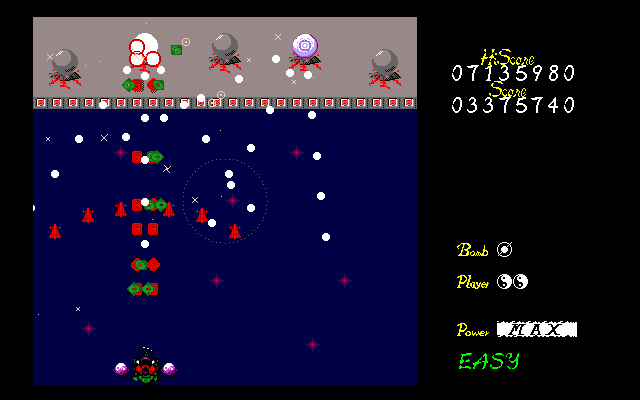 HiScore
07135980
Score
03375740
Bomb
Player
Power MAX
EASY